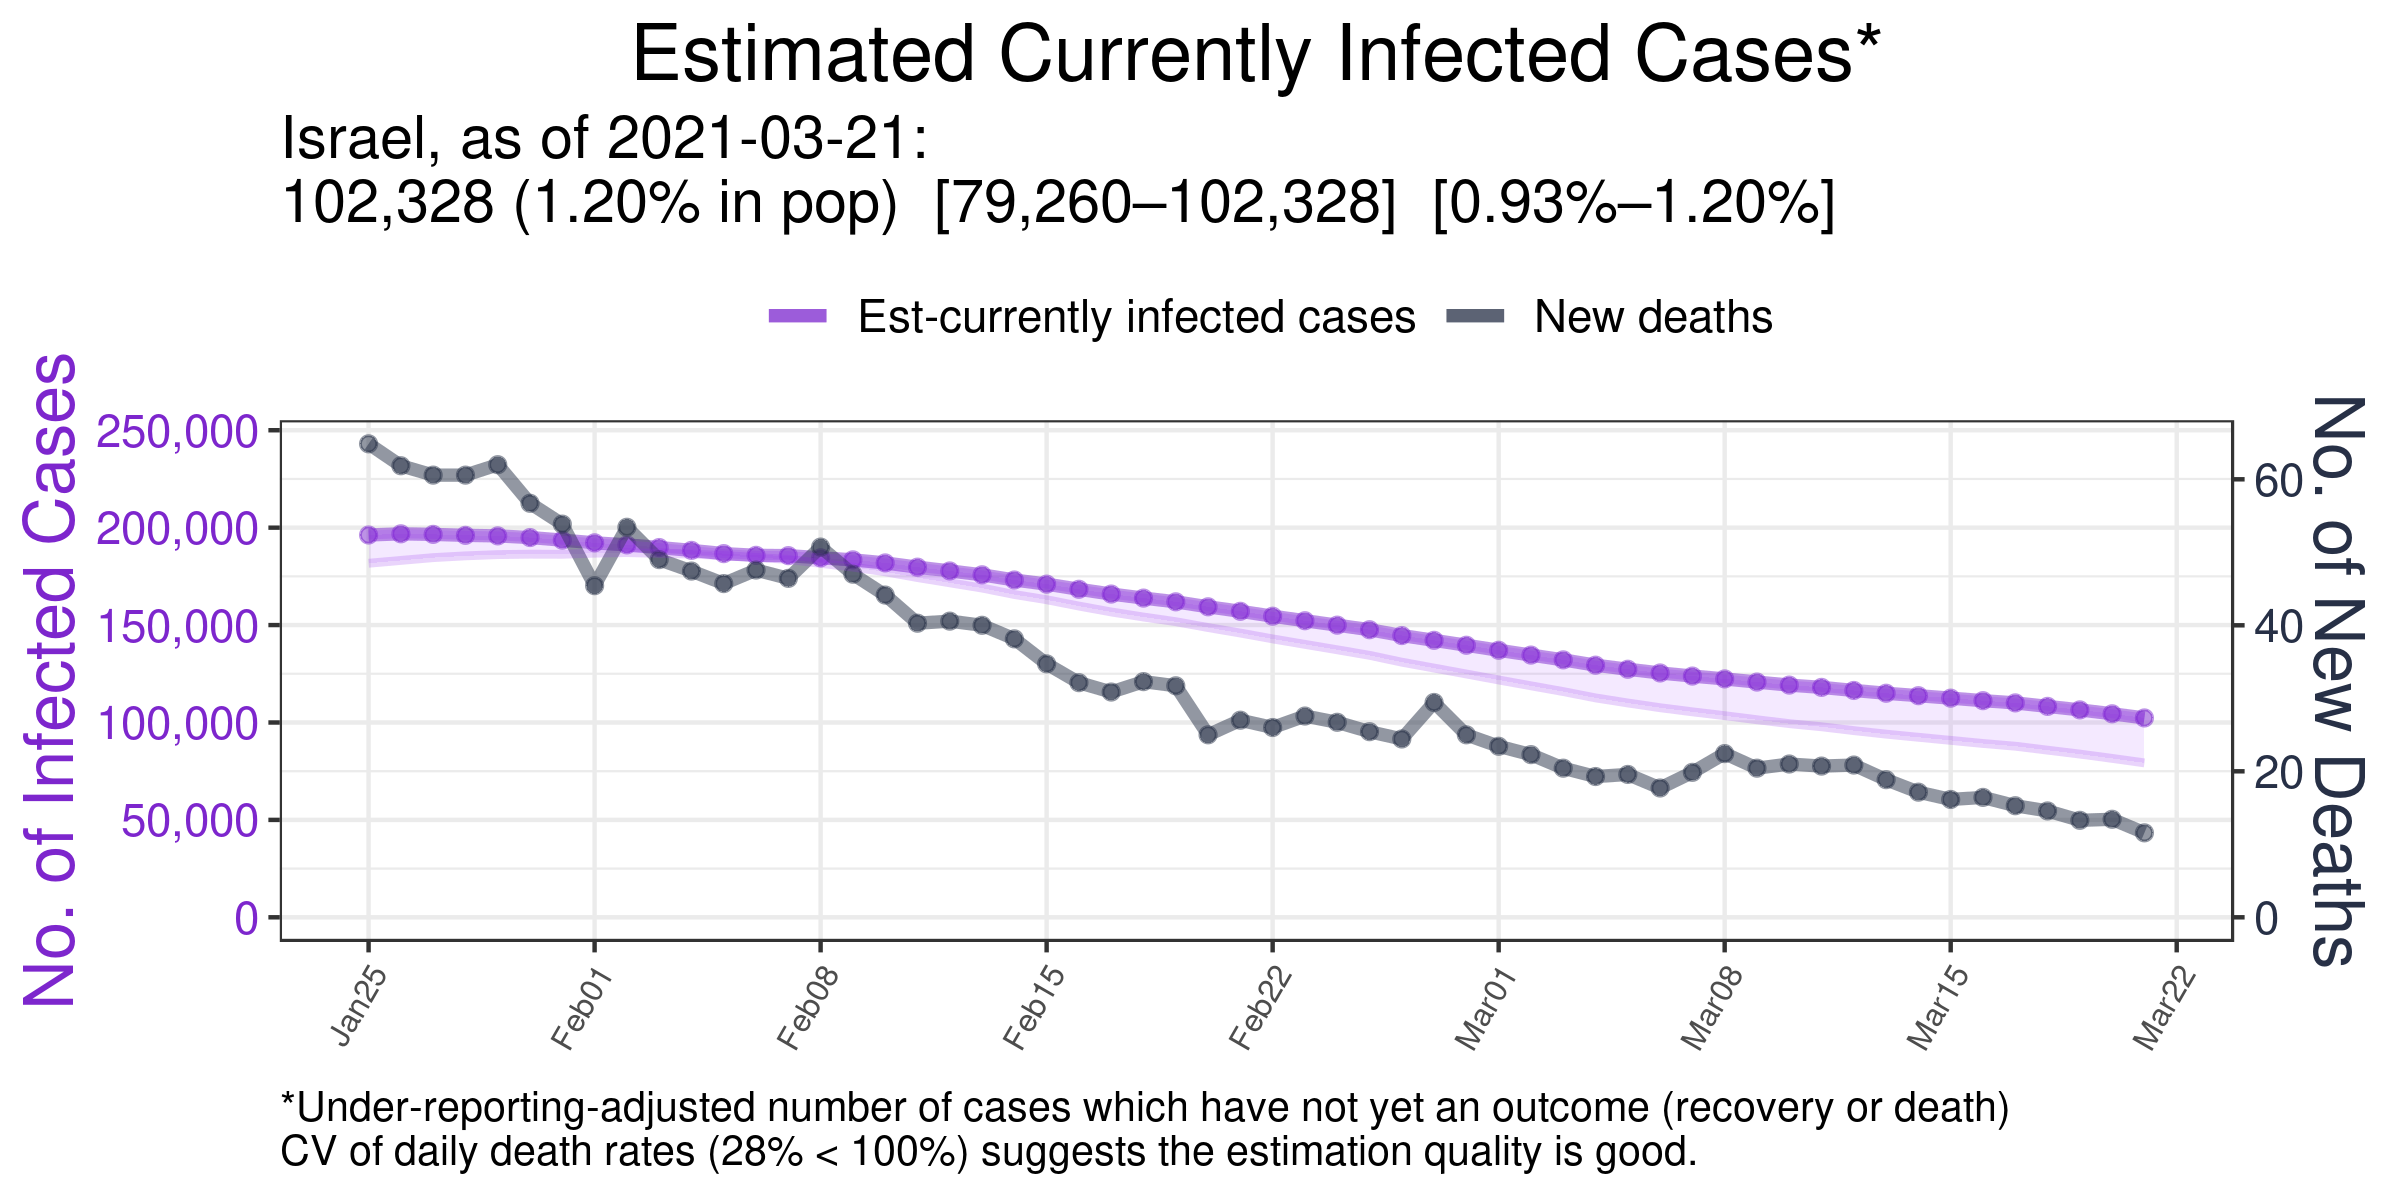 Estimated Currently Infected Cases*
Israel, as of 2021-03-21:
102,328 (1.20% in pop)  [79,260–102,328]  [0.93%–1.20%]
Est-currently infected cases
New deaths
No. of Infected Cases
250,000
200,000
150,000
100,000
50,000
0
60
40
20
0
No. of New Deaths
Jan25
Feb01
Feb08
Feb15
Feb22
Mar01
Mar08
Mar15
Mar22
*Under-reporting-adjusted number of cases which have not yet an outcome (recovery or death)
CV of daily death rates (28% < 100%) suggests the estimation quality is good.